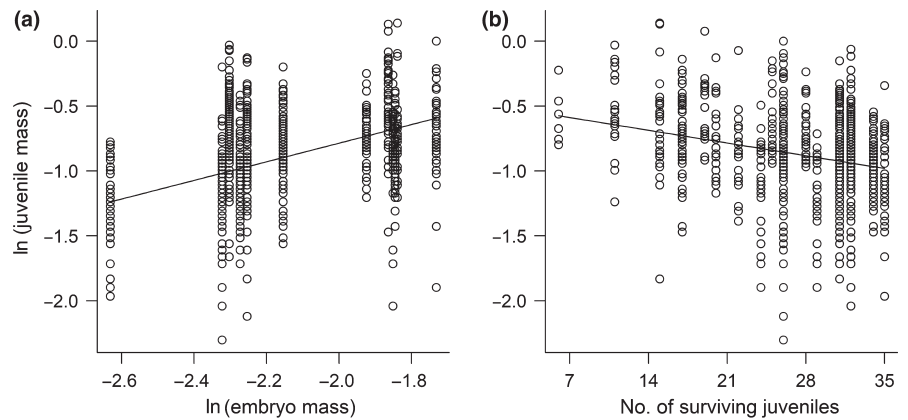 (a)
(b)
ln (juvenile mass)
0.0
−0.5
−1.0
−1.5
−2.0
−2.6 −2.4 −2.2 −2.0 −1.8
ln (embryo mass)
0.0
−0.5
−1.0
−1.5
−2.0
7 14 21 28 35
No. of surviving juveniles